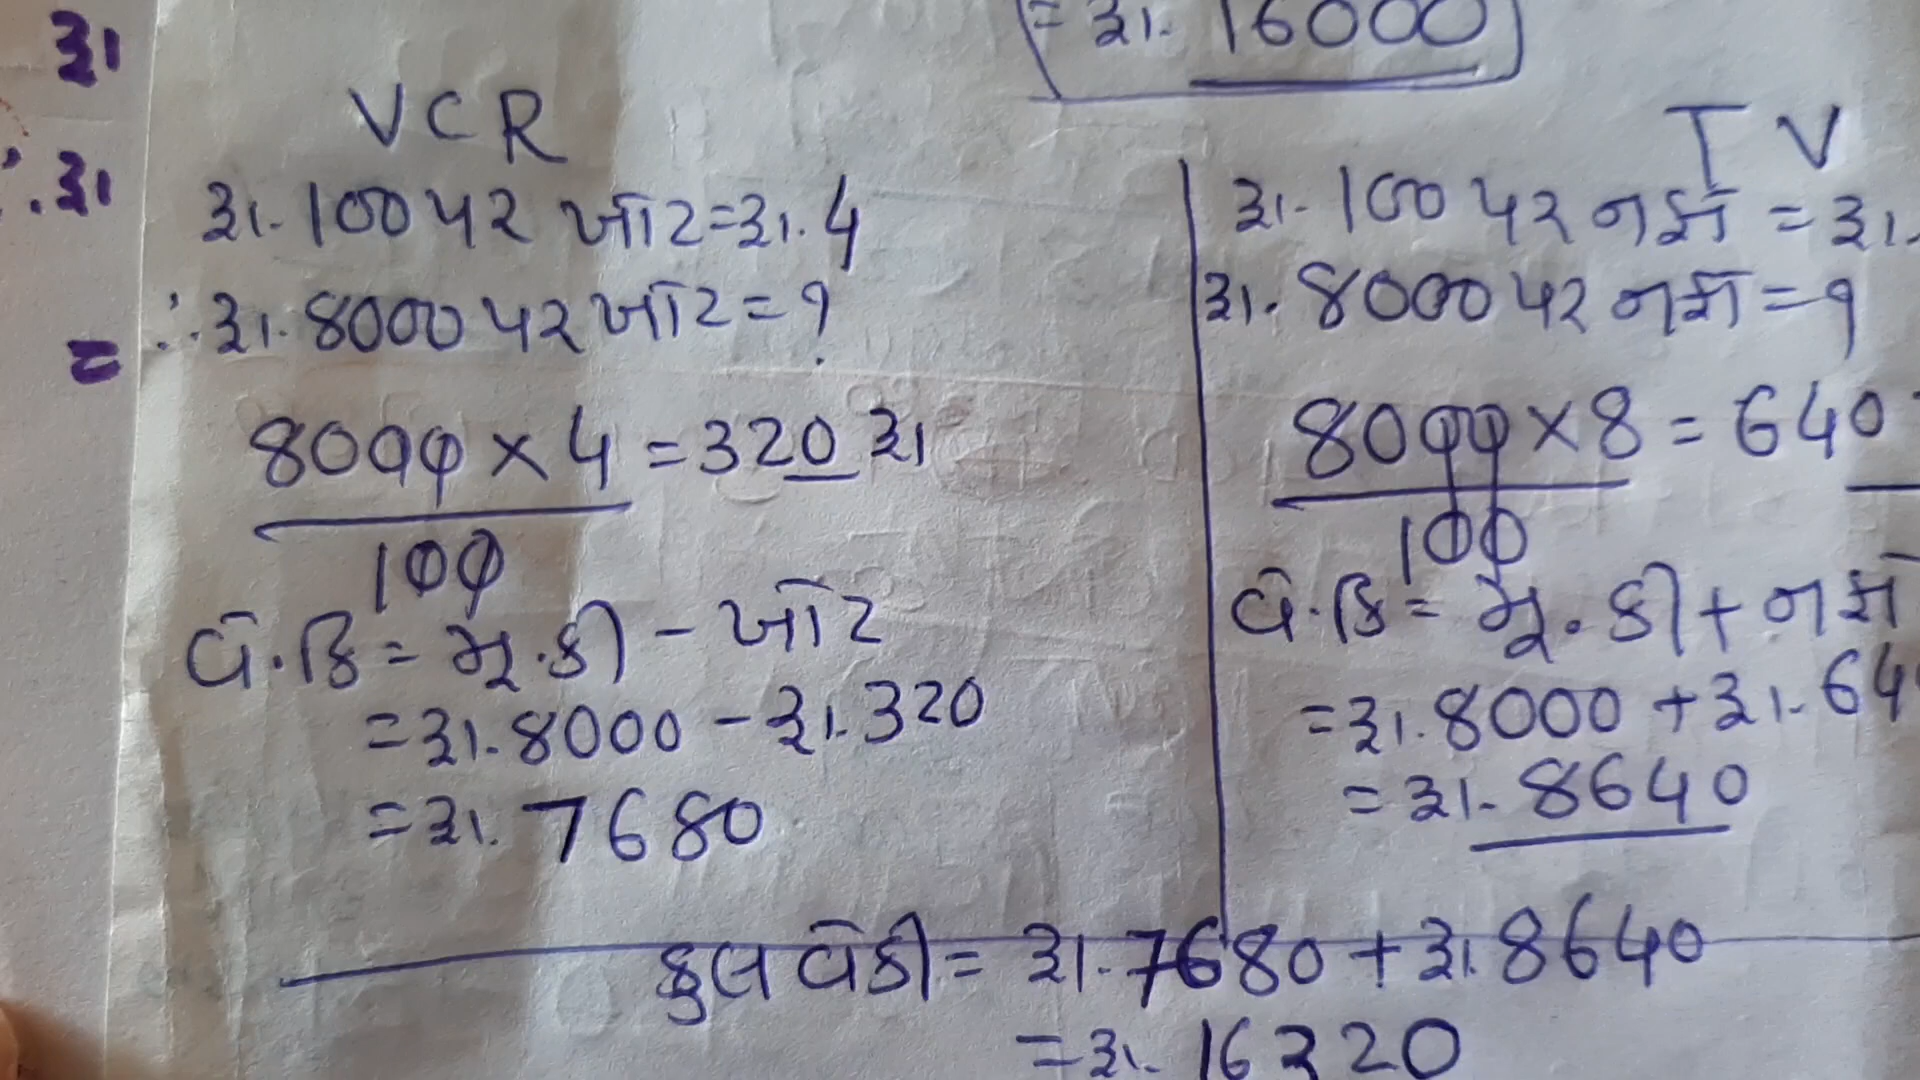 રૂા
= રૂા. 16000
∴ રૂા
=
VCR
રૂા. 100 પર ખોટ = રૂા. 4
∴ રૂા. 8000 પર ખોટ = ?
8000 × 4 = 320 રૂા
100
વે. કિં = મૂ. કી - ખોટ
= રૂા. 8000 - રૂા. 320
= રૂા. 7680
TV
રૂા. 100 પર નફો = રૂા.
રૂા. 8000 પર નફો = ?
8000 × 8 = 640
100
વે. કિ = મૂ. કી + નફો
= રૂા. 8000 + રૂા. 64
= રૂા. 8640
કુલ વે કી = રૂા. 7680 + રૂા. 8640
= રૂા. 16320